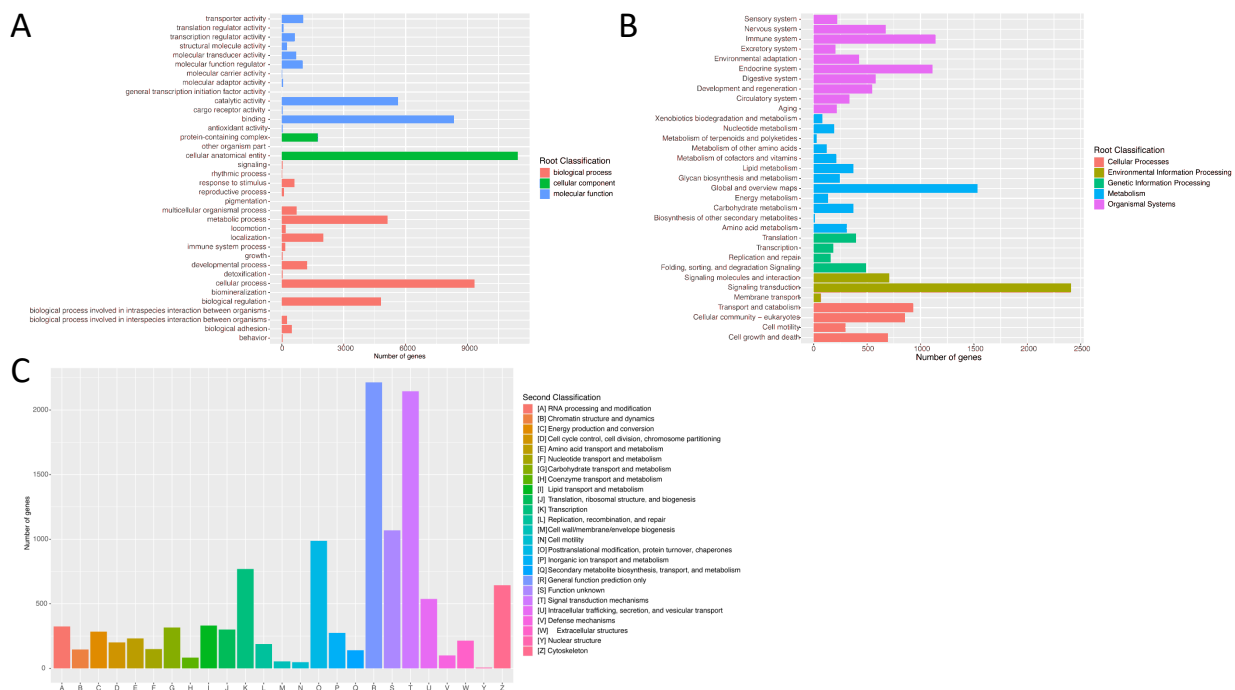 A
transporter activity
translation regulator activity
transcription regulator activity
structural molecule activity
molecular transducer activity
molecular function regulator
molecular carrier activity
molecular adaptor activity
general transcription initiation factor activity
catalytic activity
cargo receptor activity
binding
antioxidant activity
protein-containing complex
other organism part
cellular anatomical entity
signaling
rhythmic process
response to stimulus
reproductive process
pigmentation
multicellular organismal process
metabolic process
locomotion
localization
immune system process
growth
developmental process
detoxification
cellular process
biomineralization
biological regulation
biological process involved in intraspecies interaction between organisms
biological process involved in interspecies interaction between organisms
biological adhesion
behavior
0 3000 6000 9000
Number of genes
Root Classification
biological process
cellular component
molecular function
B
Sensory system
Nervous system
Immune system
Excretory system
Environmental adaptation
Endocrine system
Digestive system
Development and regeneration
Circulatory system
Aging
Xenobiotics biodegradation and metabolism
Nucleotide metabolism
Metabolism of terpenoids and polyketides
Metabolism of other amino acids
Metabolism of cofactors and vitamins
Lipid metabolism
Glycan biosynthesis and metabolism
Global and overview maps
Energy metabolism
Carbohydrate metabolism
Biosynthesis of other secondary metabolites
Amino acid metabolism
Translation
Transcription
Replication and repair
Folding, sorting, and degradation Signaling
Signaling molecules and interaction
Signaling transduction
Membrane transport
Transport and catabolism
Cellular community – eukaryotes
Cell motility
Cell growth and death
0 500 1000 1500 2000 2500
Number of genes
Root Classification
Cellular Processes
Environmental Information Processing
Genetic Information Processing
Metabolism
Organismal Systems
C
Number of genes
2000
1500
1000
500
0
A B C D E F G H I J K L M N O P Q R S T U V W Y Z
Second Classification
[A] RNA processing and modification
[B] Chromatin structure and dynamics
[C] Energy production and conversion
[D] Cell cycle control, cell division, chromosome partitioning
[E] Amino acid transport and metabolism
[F] Nucleotide transport and metabolism
[G] Carbohydrate transport and metabolism
[H] Coenzyme transport and metabolism
[I] Lipid transport and metabolism
[J] Translation, ribosomal structure, and biogenesis
[K] Transcription
[L] Replication, recombination, and repair
[M] Cell wall/membrane/envelope biogenesis
[N] Cell motility
[O] Posttranslational modification, protein turnover, chaperones
[P] Inorganic ion transport and metabolism
[Q] Secondary metabolite biosynthesis, transport, and metabolism
[R] General function prediction only
[S] Function unknown
[T] Signal transduction mechanisms
[U] Intracellular trafficking, secretion, and vesicular transport
[V] Defense mechanisms
[W] Extracellular structures
[Y] Nuclear structure
[Z] Cytoskeleton